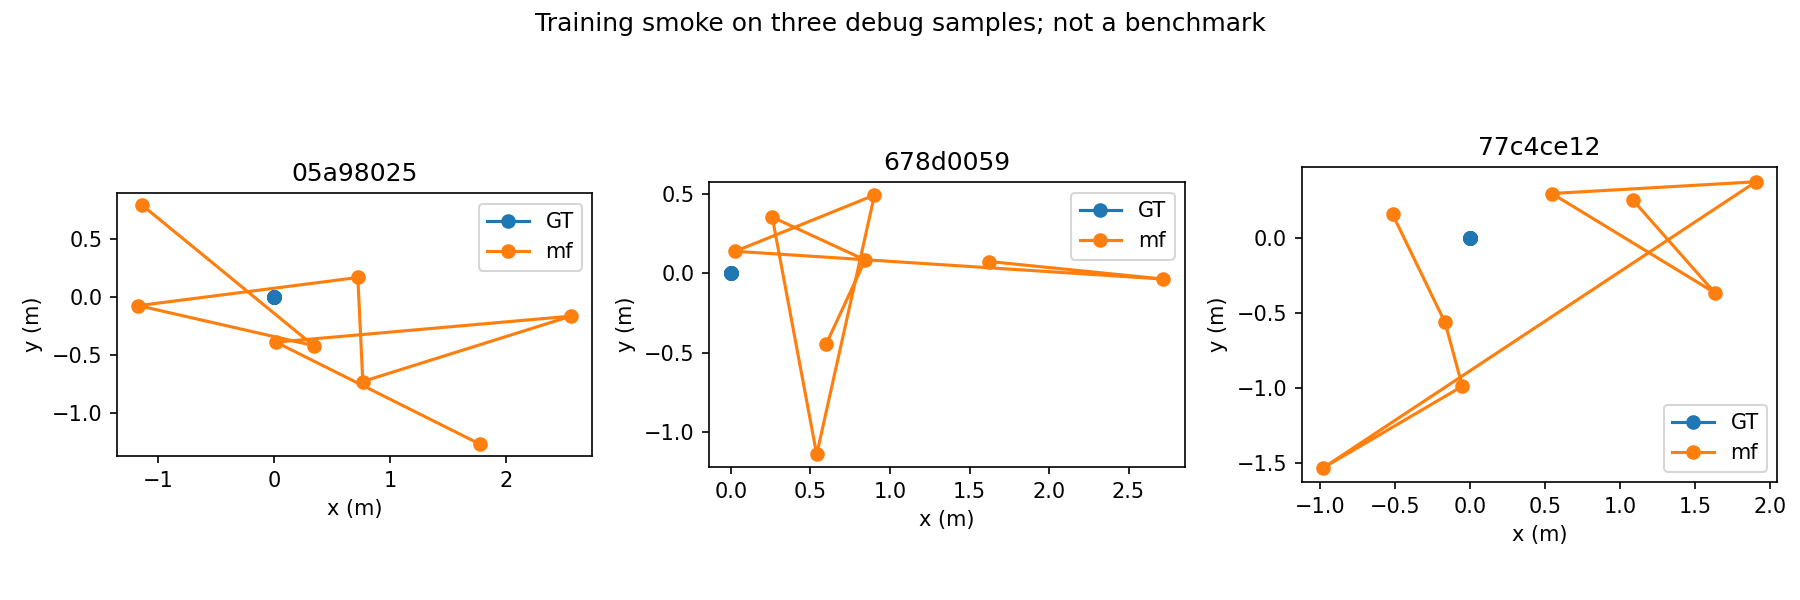 Training smoke on three debug samples; not a benchmark
05a98025
GT
mf
0.5
0.0
−0.5
−1.0
y (m)
−1 0 1 2
x (m)
678d0059
GT
mf
0.5
0.0
−0.5
−1.0
y (m)
0.0 0.5 1.0 1.5 2.0 2.5
x (m)
77c4ce12
0.0
−0.5
−1.0
−1.5
y (m)
GT
mf
−1.0 −0.5 0.0 0.5 1.0 1.5 2.0
x (m)